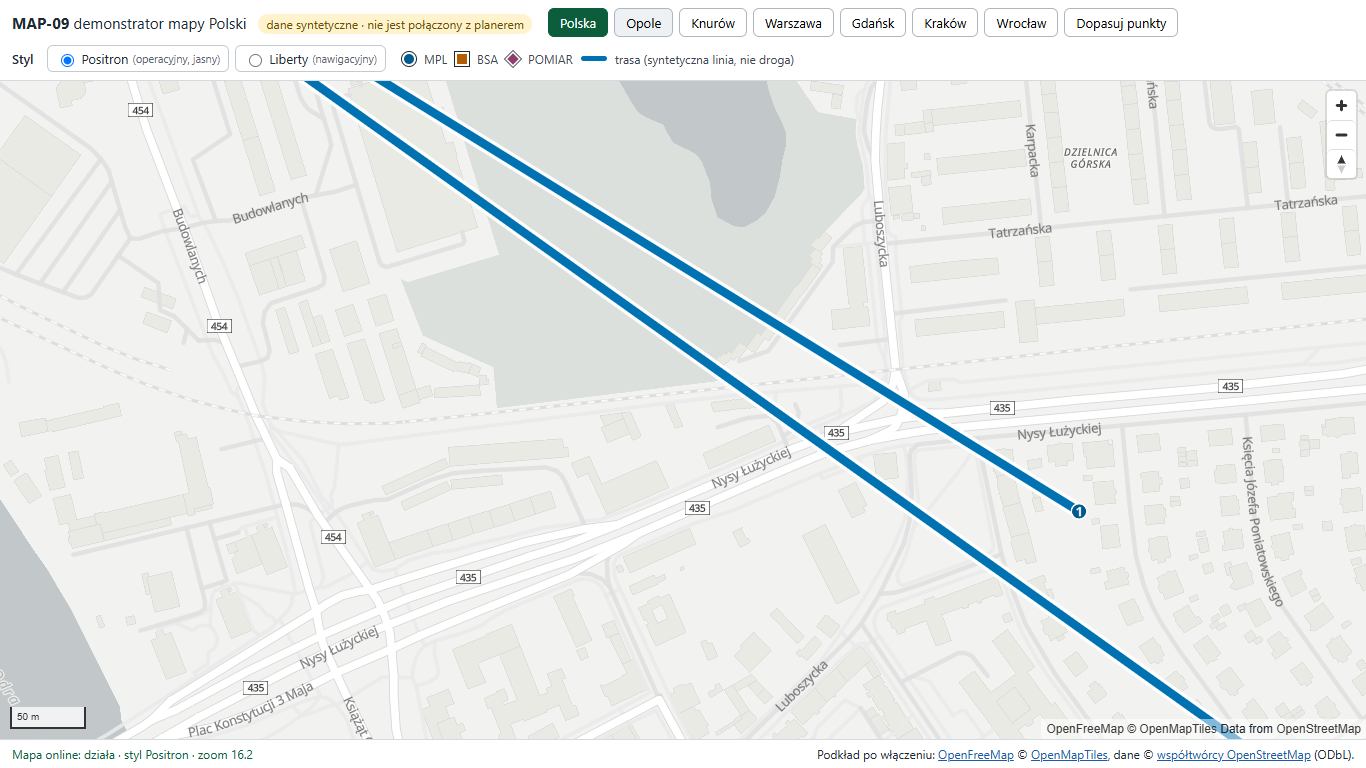 MAP-09 demonstrator mapy Polski
dane syntetyczne · nie jest połączony z planerem
Polska
Opole
Knurów
Warszawa
Gdańsk
Kraków
Wrocław
Dopasuj punkty
Styl
Positron (operacyjny, jasny)
Liberty (nawigacyjny)
MPL
BSA
POMIAR
trasa (syntetyczna linia, nie droga)
454
Karpacka
DZIELNICA
GÓRSKA
Budowlanych
Budowlanych
Luboszycka
Tatrzańska
Tatrzańska
454
435
435
435
Nysy Łużyckiej
Nysy Łużyckiej
Księcia Józefa Poniatowskiego
435
1
454
435
Nysy Łużyckiej
Luboszycka
435
Plac Konstytucji 3 Maja
50 m
OpenFreeMap © OpenMapTiles Data from OpenStreetMap
Mapa online: działa · styl Positron · zoom 16.2
Podkład po włączeniu: OpenFreeMap © OpenMapTiles, dane © współtwórcy OpenStreetMap (ODbL).